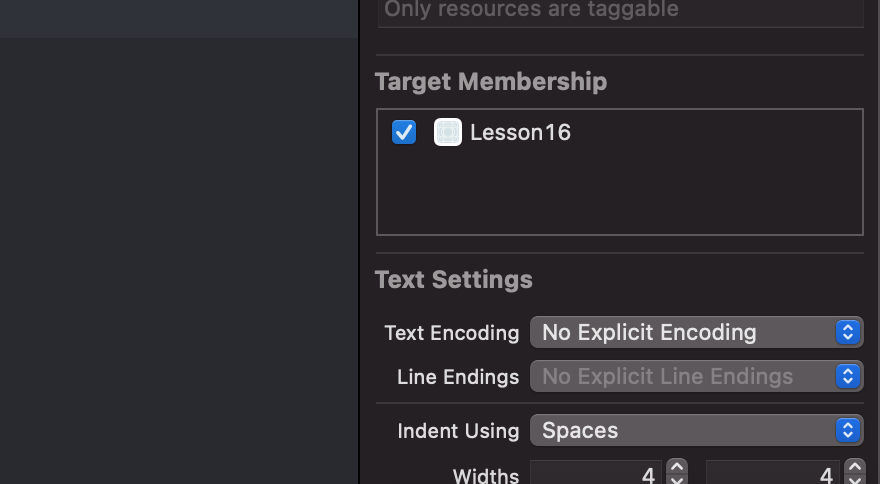 Only resources are taggable
Target Membership
Lesson16
Text Settings
Text Encoding No Explicit Encoding
Line Endings No Explicit Line Endings
Indent Using Spaces
Widths 4 4